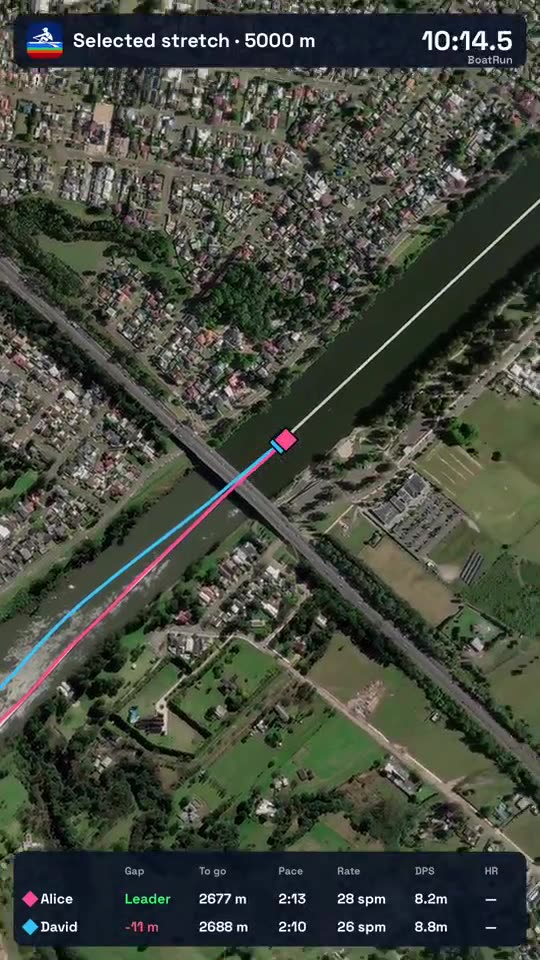 Selected stretch · 5000 m
10:14.5
BoatRun
Gap To go Pace Rate DPS HR
Alice Leader 2677 m 2:13 28 spm 8.2m —
David -11 m 2688 m 2:10 26 spm 8.8m —